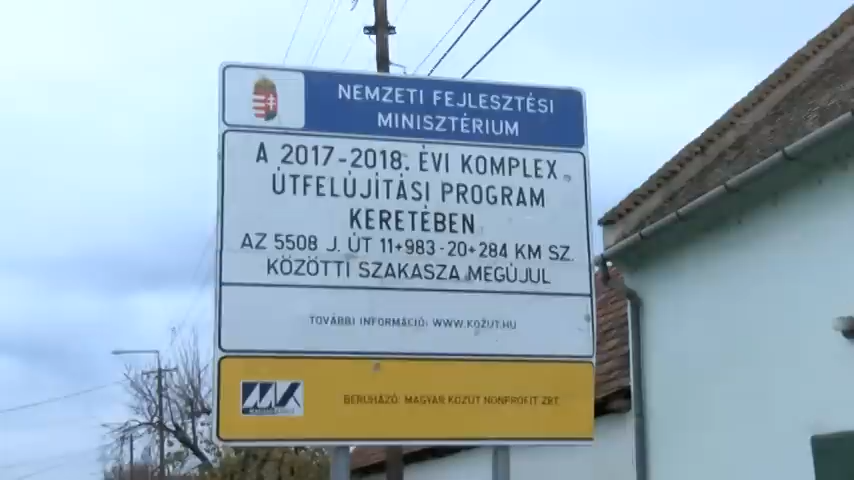 NEMZETI FEJLESZTÉSI
MINISZTÉRIUM
A 2017-2018. ÉVI KOMPLEX
ÚTFELÚJÍTÁSI PROGRAM
KERETÉBEN
AZ 5508 J. ÚT 11+983-20+284 KM SZ.
KÖZÖTTI SZAKASZA MEGÚJUL
TOVÁBBI INFORMÁCIÓ: WWW.KOZUT.HU
MK
BERUHÁZÓ: MAGYAR KÖZÚT NONPROFIT ZRT